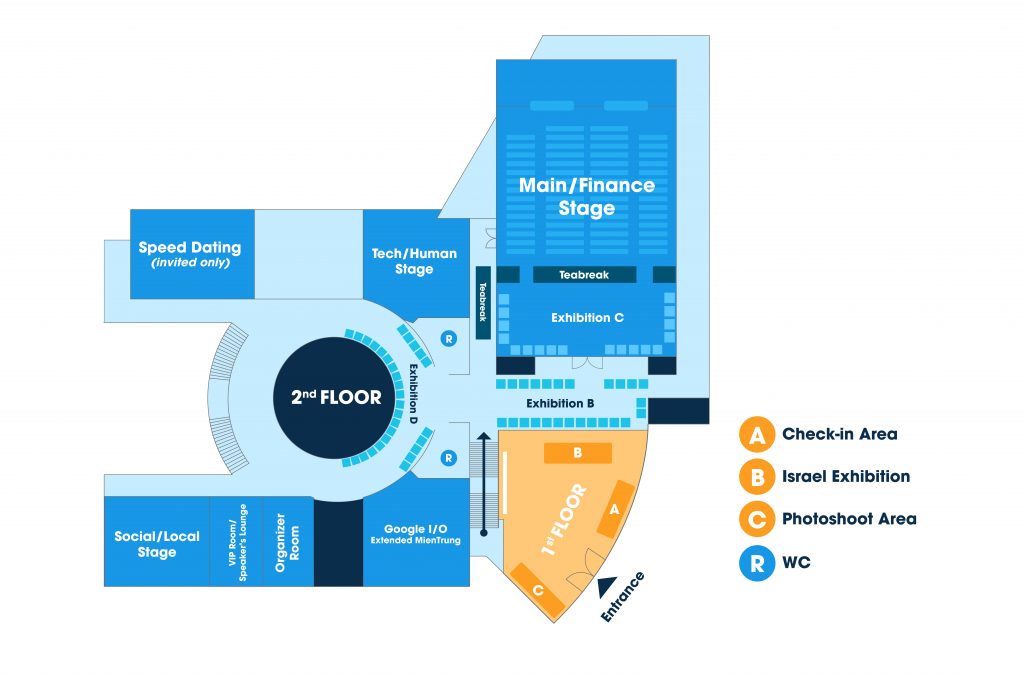 Main/Finance
Stage
Speed Dating
(invited only)
Tech/Human
Stage
Teabreak
Teabreak
Exhibition C
R
Exhibition D
2nd FLOOR
Exhibition B
R
B
A
1st FLOOR
C
Entrance
Social/Local
Stage
VIP Room/
Speaker's Lounge
Organizer
Room
Google I/O
Extended MienTrung
A Check-in Area
B Israel Exhibition
C Photoshoot Area
R WC